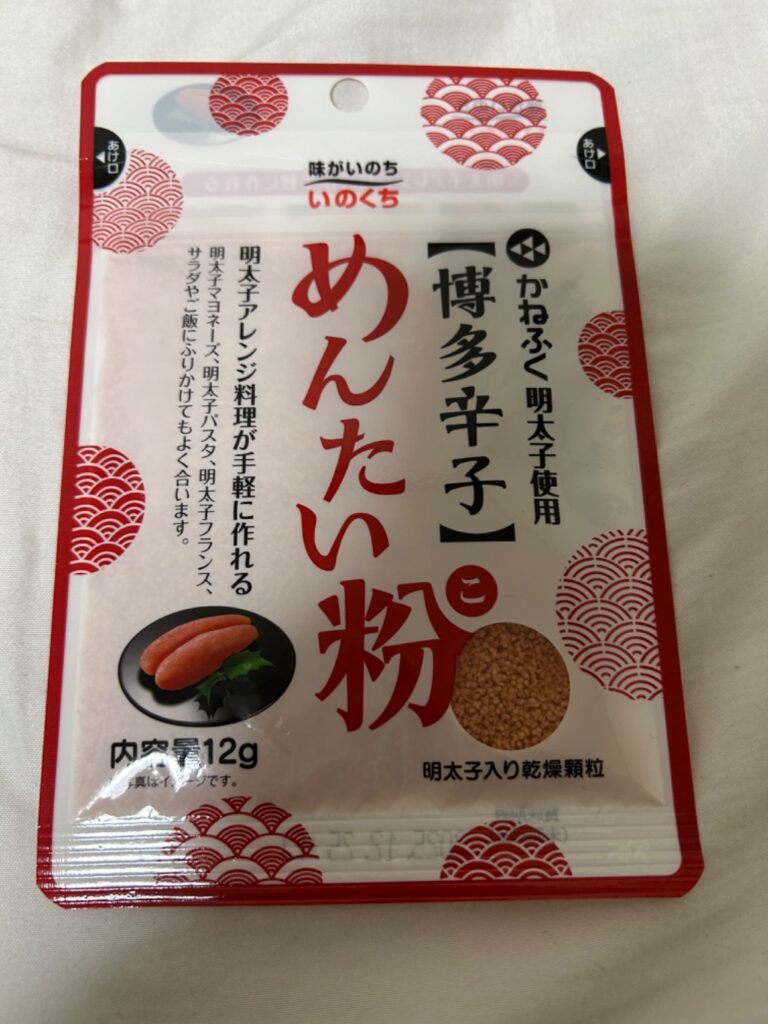 あけ口
あけ口
味がいのち
いのくち
かねふく明太子使用
【博多辛子】
めんたい粉
こ
明太子アレンジ料理が手軽に作れる
明太子マヨネーズ、明太子パスタ、明太子フランス、
サラダやご飯にふりかけてもよく合います。
内容量12g
写真はイメージです。
明太子入り乾燥顆粒